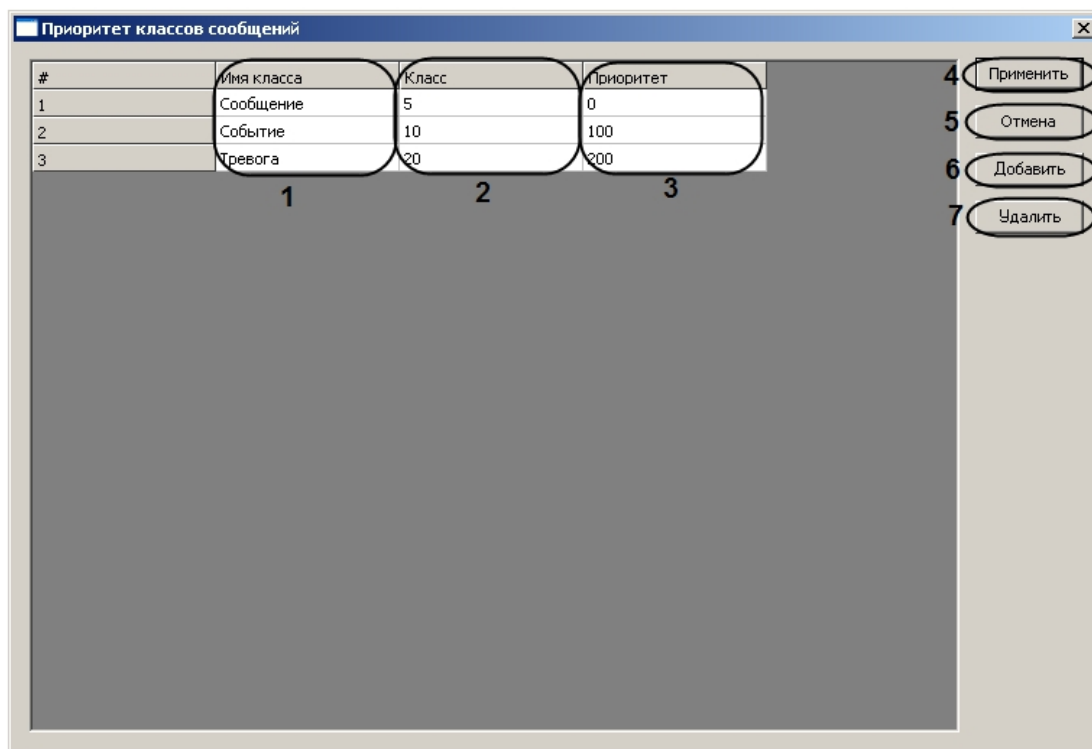 Приоритет классов сообщений
# Имя класса Класс Приоритет
1 Сообщение 5 0
2 Событие 10 100
3 Тревога 20 200
1 2 3
4 Применить
5 Отмена
6 Добавить
7 Удалить